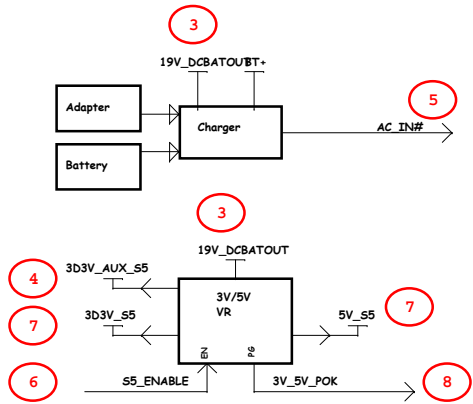 3
19V_DCBATOUT BT+
5
Adapter
Charger
AC_IN#
Battery
3
19V_DCBATOUT
4
3D3V_AUX_S5
3V/5V
VR
7
3D3V_S5
5V_S5
7
EN
PG
6
S5_ENABLE
3V_5V_POK
8